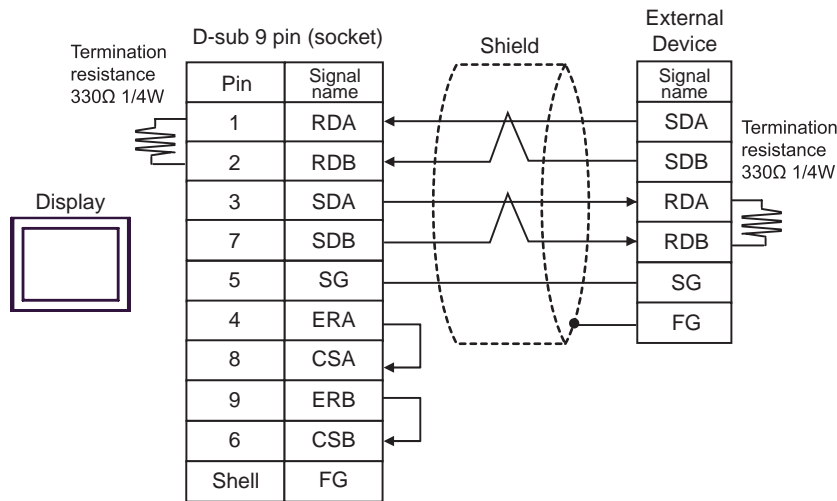 D-sub 9 pin (socket)
Shield
External
Device
Termination
resistance
330Ω 1/4W
Pin
Signal
name
Signal
name
1
RDA
SDA
Termination
resistance
330Ω 1/4W
2
RDB
SDB
Display
3
SDA
RDA
7
SDB
RDB
5
SG
SG
4
ERA
FG
8
CSA
9
ERB
6
CSB
Shell
FG